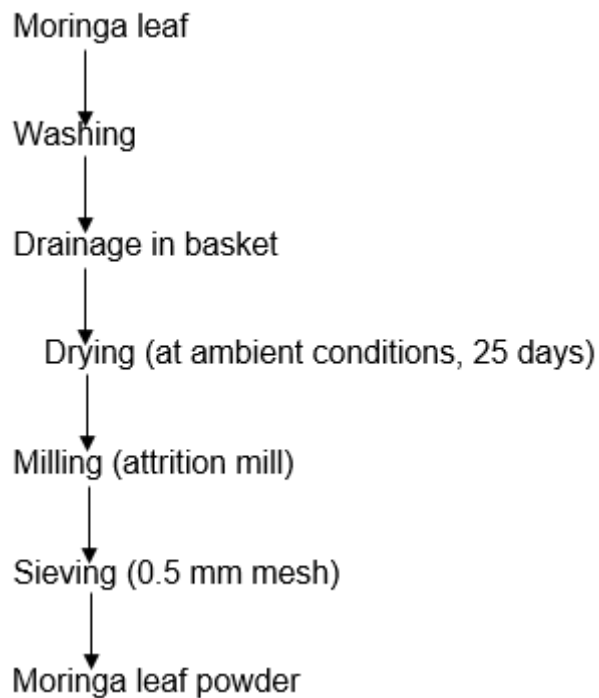 Moringa leaf
Washing
Drainage in basket
Drying (at ambient conditions, 25 days)
Milling (attrition mill)
Sieving (0.5 mm mesh)
Moringa leaf powder